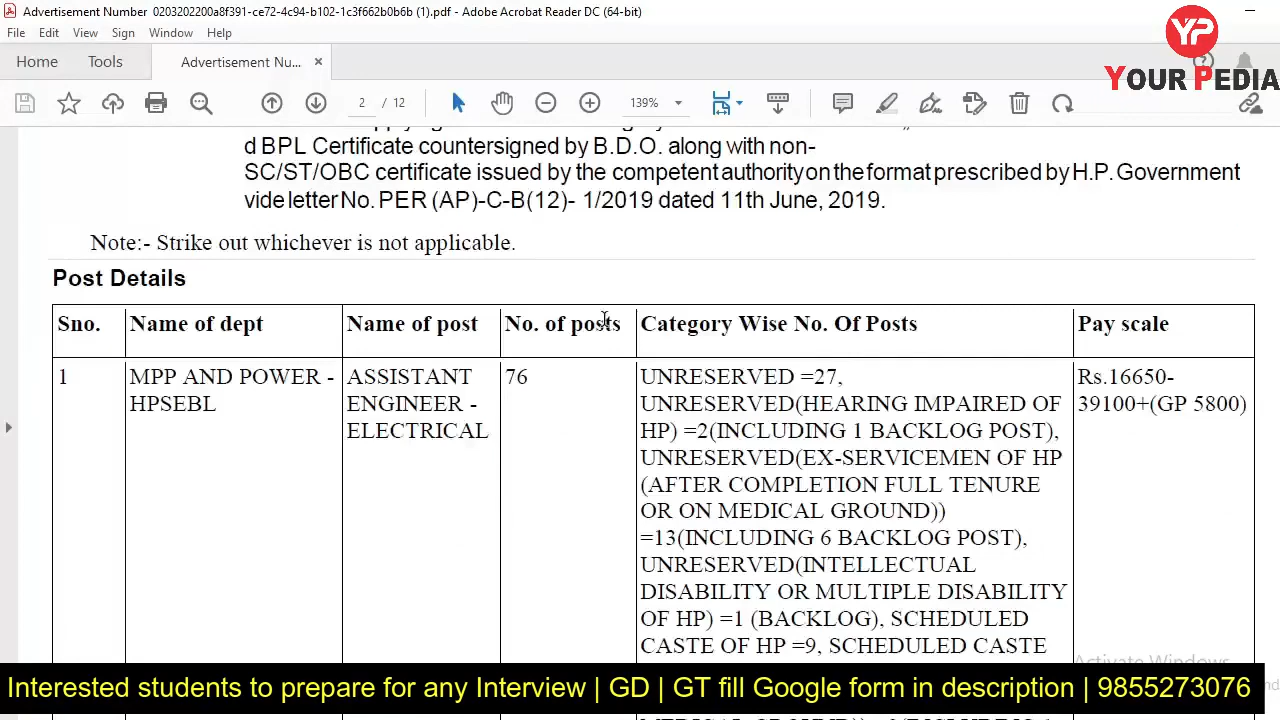 Advertisement Number 0203202200a8f391-ce72-4c94-b102-1c3f662b0b6b (1).pdf - Adobe Acrobat Reader DC (64-bit)
File Edit View Sign Window Help
Home Tools Advertisement Nu... ×
YP
YOUR PEDIA
2 / 12 139%
d BPL Certificate countersigned by B.D.O. along with non-
SC/ST/OBC certificate issued by the competent authority on the format prescribed by H.P. Government
vide letter No. PER (AP)-C-B(12)- 1/2019 dated 11th June, 2019.
Note:- Strike out whichever is not applicable.
Post Details
Sno. Name of dept Name of post No. of posts Category Wise No. Of Posts Pay scale
1 MPP AND POWER - ASSISTANT 76 UNRESERVED =27, Rs.16650-
HPSEBL ENGINEER - UNRESERVED(HEARING IMPAIRED OF 39100+(GP 5800)
ELECTRICAL HP) =2(INCLUDING 1 BACKLOG POST),
UNRESERVED(EX-SERVICEMEN OF HP
(AFTER COMPLETION FULL TENURE
OR ON MEDICAL GROUND))
=13(INCLUDING 6 BACKLOG POST),
UNRESERVED(INTELLECTUAL
DISABILITY OR MULTIPLE DISABILITY
OF HP) =1 (BACKLOG), SCHEDULED
CASTE OF HP =9, SCHEDULED CASTE
Activate Windows
Interested students to prepare for any Interview | GD | GT fill Google form in description | 9855273076